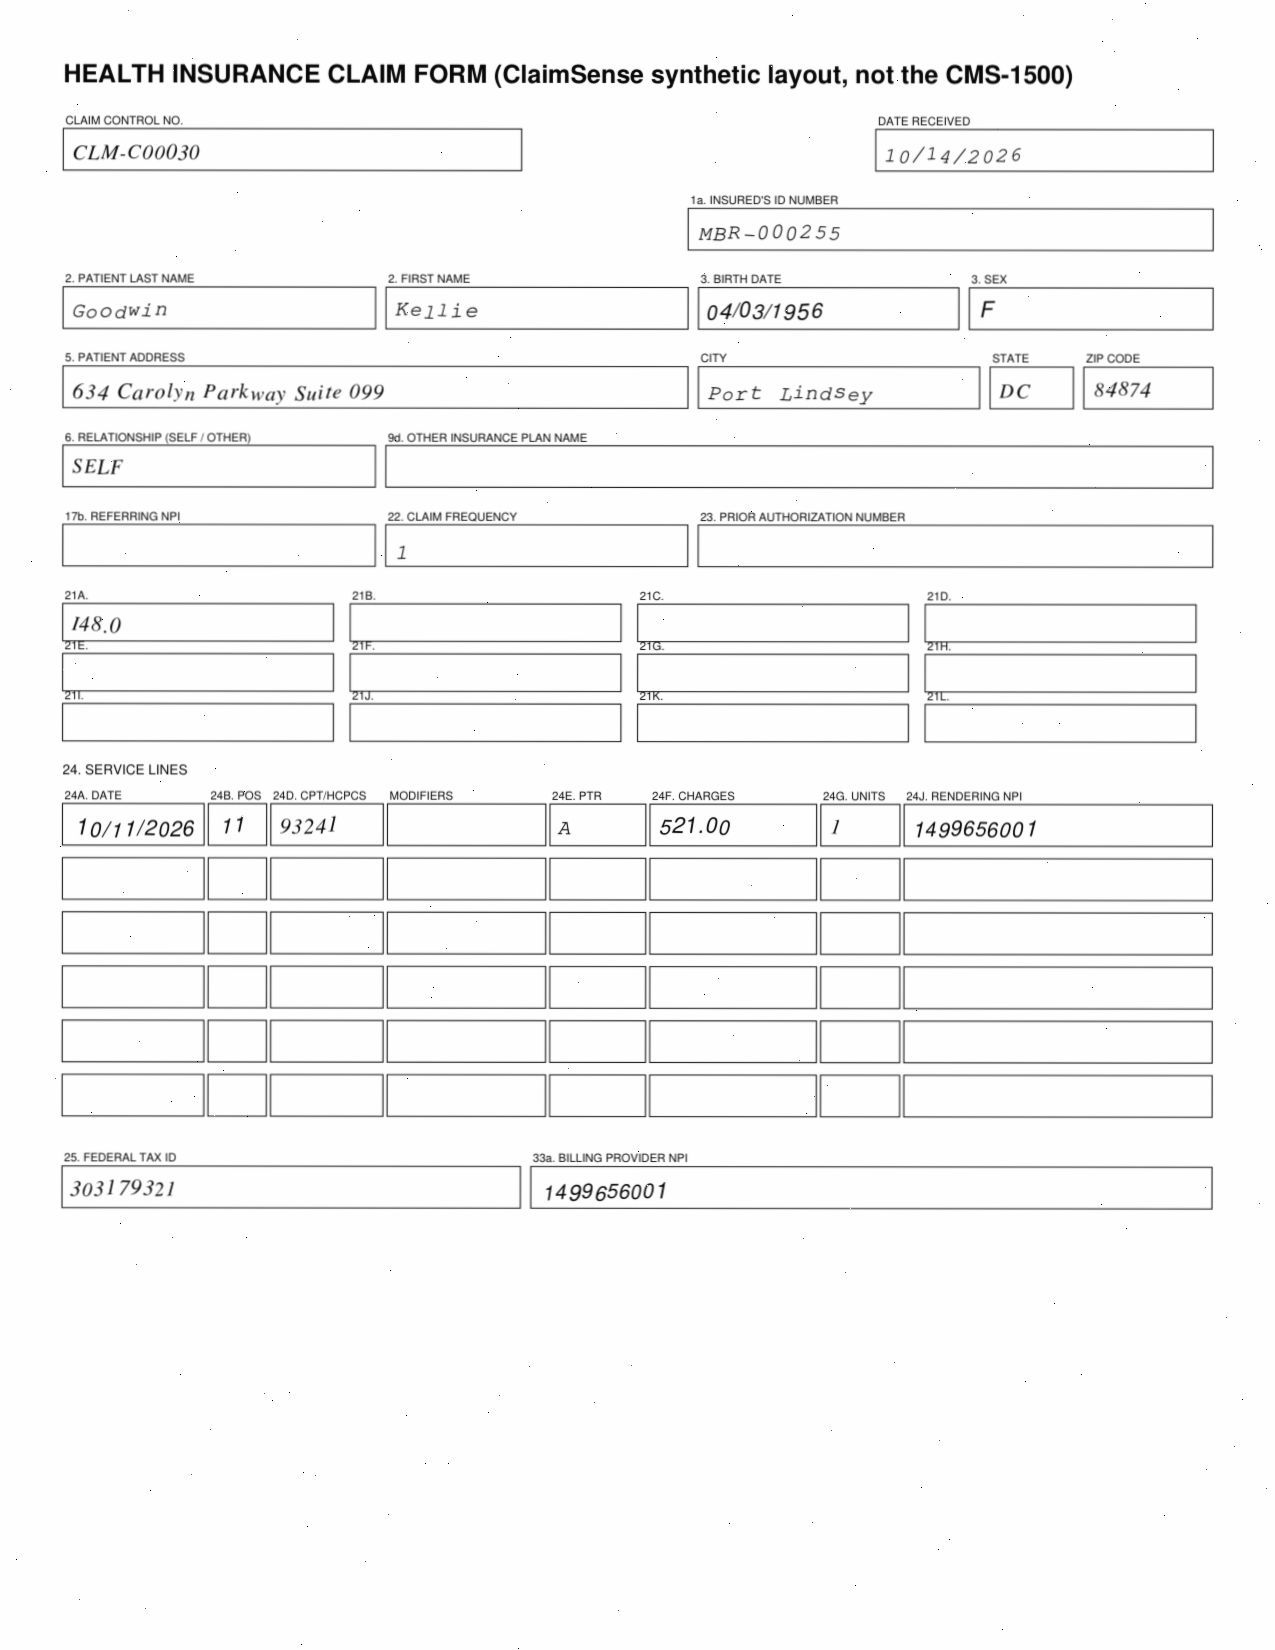 HEALTH INSURANCE CLAIM FORM (ClaimSense synthetic layout, not the CMS-1500)
CLAIM CONTROL NO. DATE RECEIVED
CLM-C00030 10/14/2026
1a. INSURED'S ID NUMBER
MBR-000255
2. PATIENT LAST NAME 2. FIRST NAME 3. BIRTH DATE 3. SEX
Goodwin Kellie 04/03/1956 F
5. PATIENT ADDRESS CITY STATE ZIP CODE
634 Carolyn Parkway Suite 099 Port Lindsey DC 84874
6. RELATIONSHIP (SELF / OTHER) 9d. OTHER INSURANCE PLAN NAME
SELF
17b. REFERRING NPI 22. CLAIM FREQUENCY 23. PRIOR AUTHORIZATION NUMBER
1
21A. 21B. 21C. 21D.
I48.0
21E. 21F. 21G. 21H.
21I. 21J. 21K. 21L.
24. SERVICE LINES
24A. DATE 24B. POS 24D. CPT/HCPCS MODIFIERS 24E. PTR 24F. CHARGES 24G. UNITS 24J. RENDERING NPI
10/11/2026 11 93241 A 521.00 1 1499656001
25. FEDERAL TAX ID 33a. BILLING PROVIDER NPI
303179321 1499656001